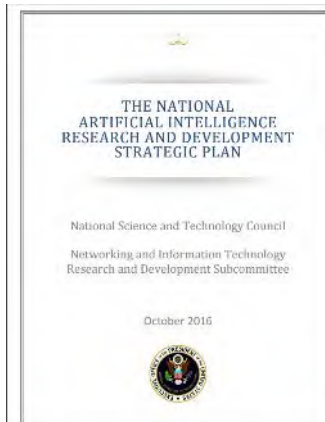 THE NATIONAL
ARTIFICIAL INTELLIGENCE
RESEARCH AND DEVELOPMENT
STRATEGIC PLAN
National Science and Technology Council
Networking and Information Technology
Research and Development Subcommittee
October 2016